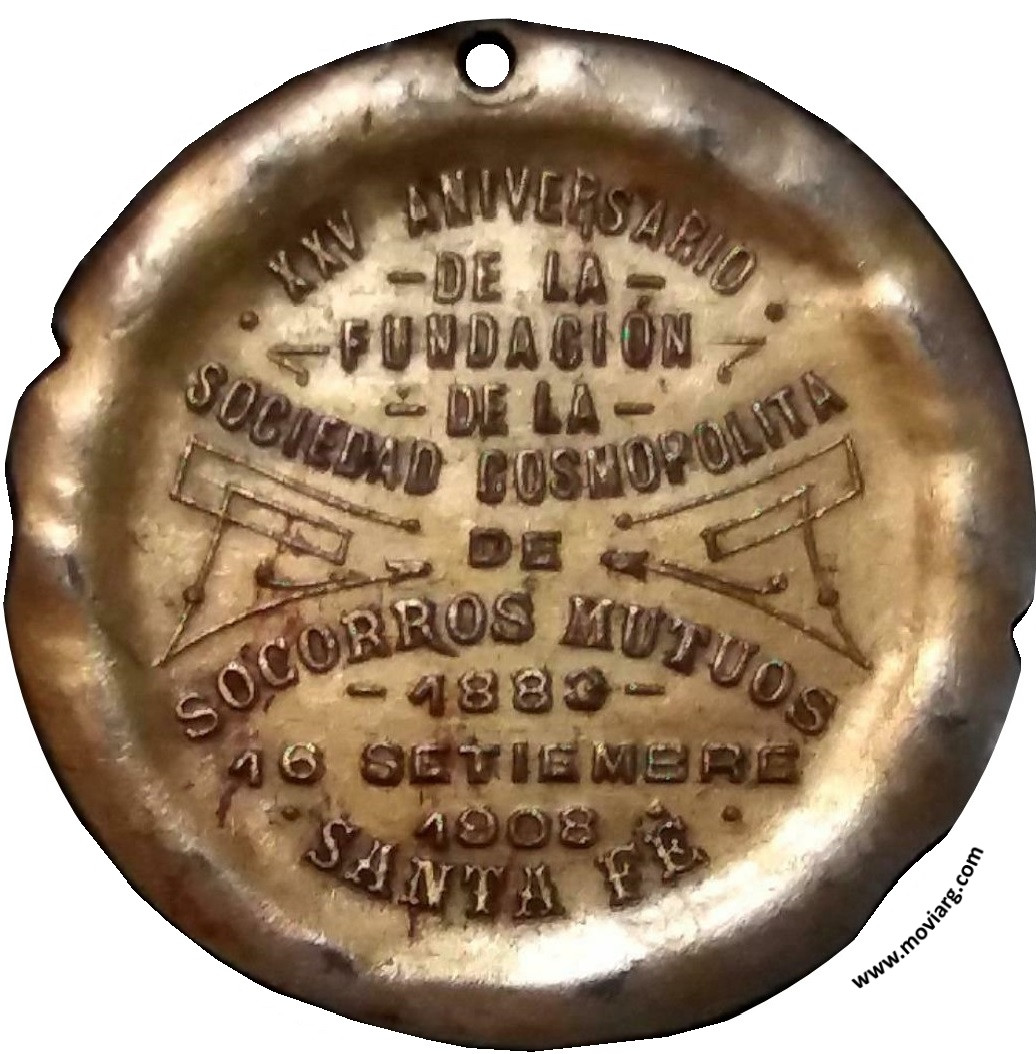 XXV ANIVERSARIO
- DE LA -
FUNDACIÓN
- DE LA -
SOCIEDAD COSMOPOLITA
DE
SOCORROS MUTUOS
- 1883 -
16 SETIEMBRE
1908
SANTA FÉ
www.moviarg.com